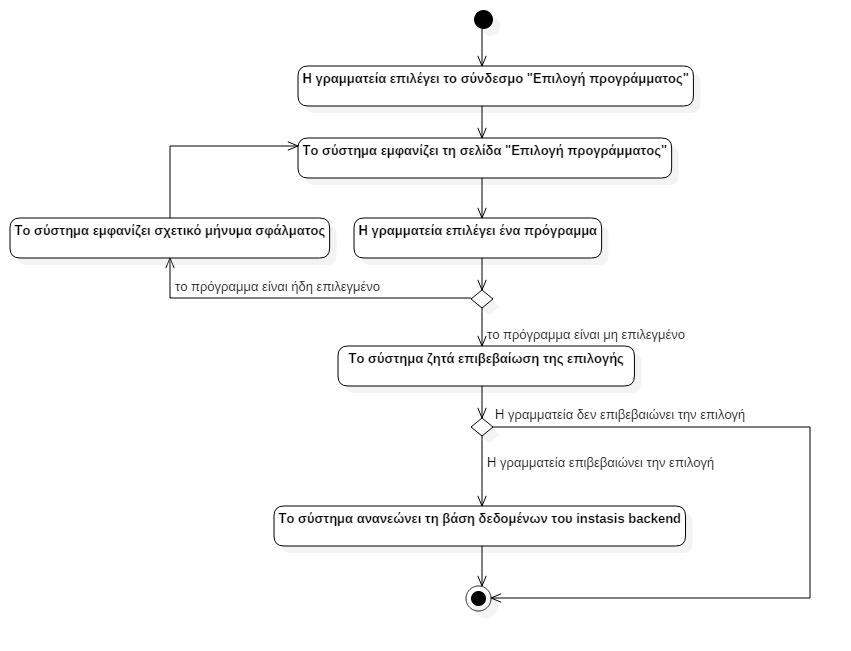 Η γραμματεία επιλέγει το σύνδεσμο "Επιλογή προγράμματος"
Το σύστημα εμφανίζει τη σελίδα "Επιλογή προγράμματος"
Το σύστημα εμφανίζει σχετικό μήνυμα σφάλματος
Η γραμματεία επιλέγει ένα πρόγραμμα
το πρόγραμμα είναι ήδη επιλεγμένο
το πρόγραμμα είναι μη επιλεγμένο
Το σύστημα ζητά επιβεβαίωση της επιλογής
Η γραμματεία δεν επιβεβαιώνει την επιλογή
Η γραμματεία επιβεβαιώνει την επιλογή
Το σύστημα ανανεώνει τη βάση δεδομένων του instasis backend